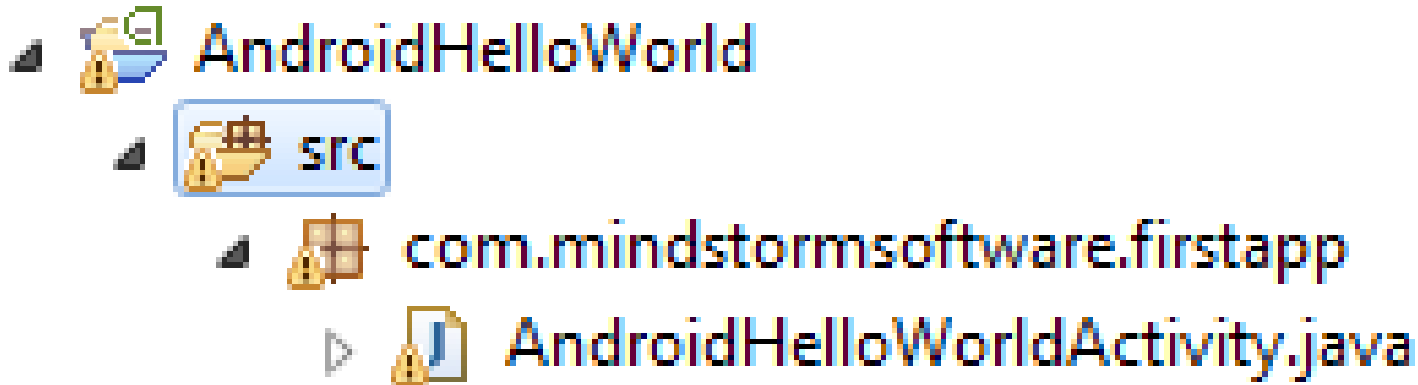 AndroidHelloWorld
src
com.mindstormsoftware.firstapp
AndroidHelloWorldActivity.java